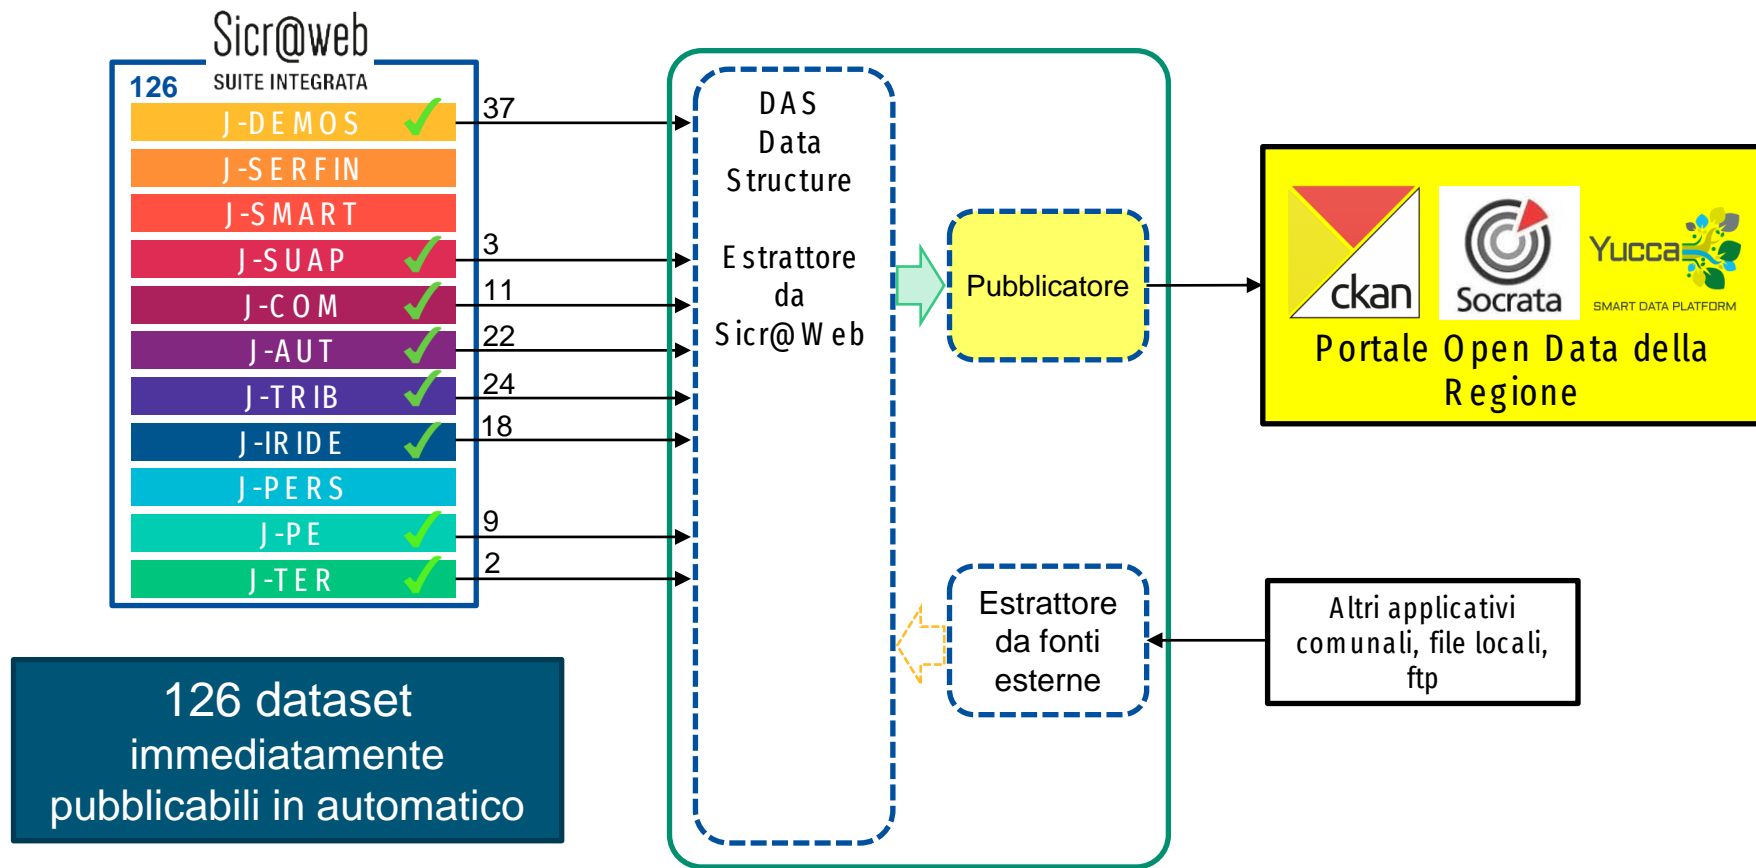 Sicr@web
SUITE INTEGRATA
126
J-DEMOS
37
J-SERFIN
J-SMART
J-SUAP
3
J-COM
11
J-AUT
22
J-TRIB
24
J-IRIDE
18
J-PERS
J-PE
9
J-TER
2
126 dataset
immediatamente
pubblicabili in automatico
DAS
Data
Structure
Estrattore
da
Sicr@Web
Pubblicatore
Estrattore
da fonti
esterne
ckan
Socrata
Yucca
SMART DATA PLATFORM
Portale Open Data della
Regione
Altri applicativi
comunali, file locali,
ftp